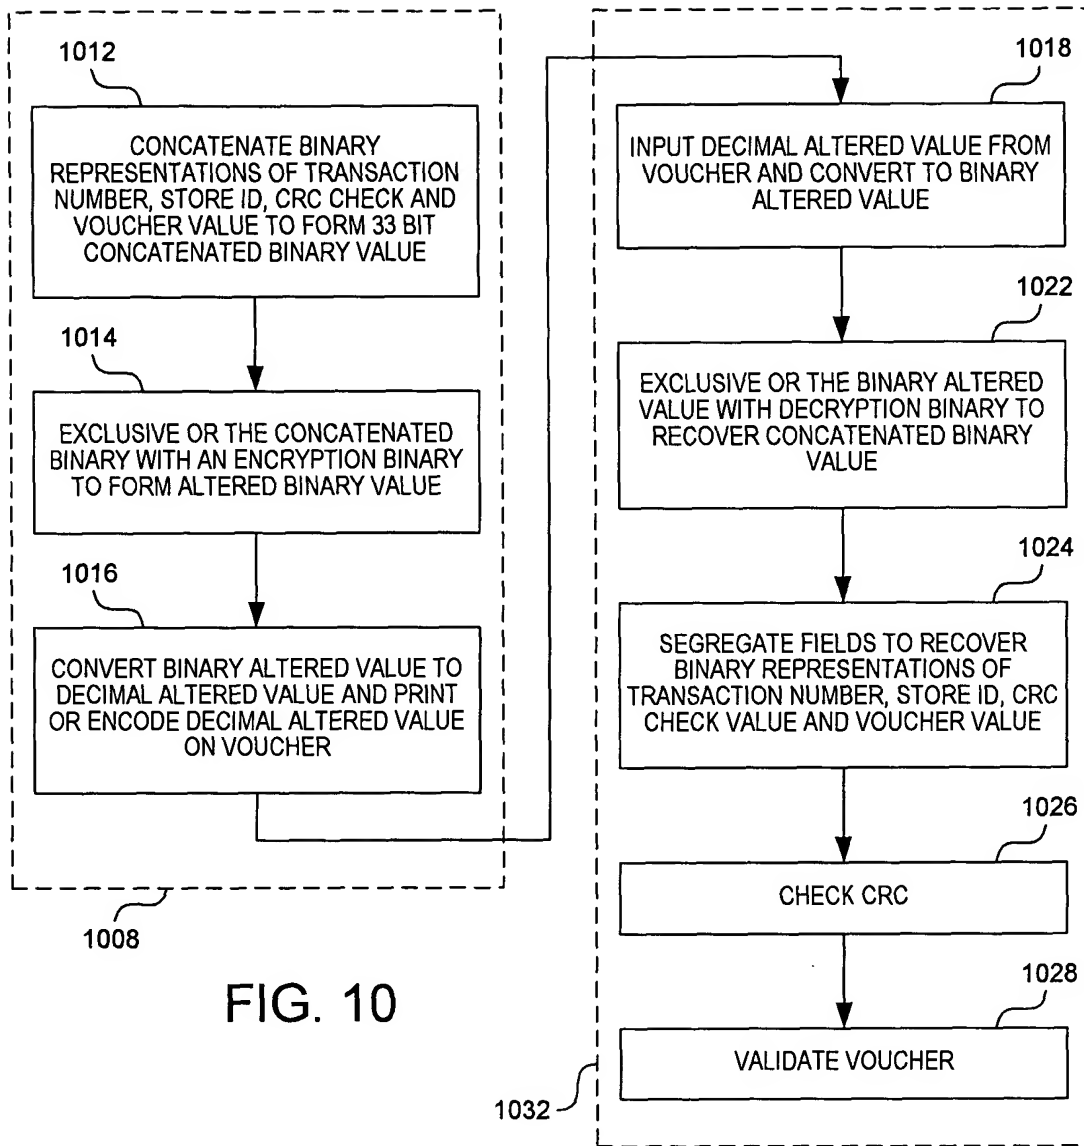 1012
CONCATENATE BINARY
REPRESENTATIONS OF TRANSACTION
NUMBER, STORE ID, CRC CHECK AND
VOUCHER VALUE TO FORM 33 BIT
CONCATENATED BINARY VALUE
1014
EXCLUSIVE OR THE CONCATENATED
BINARY WITH AN ENCRYPTION BINARY
TO FORM ALTERED BINARY VALUE
1016
CONVERT BINARY ALTERED VALUE TO
DECIMAL ALTERED VALUE AND PRINT
OR ENCODE DECIMAL ALTERED VALUE
ON VOUCHER
1008
FIG. 10
1018
INPUT DECIMAL ALTERED VALUE FROM
VOUCHER AND CONVERT TO BINARY
ALTERED VALUE
1022
EXCLUSIVE OR THE BINARY ALTERED
VALUE WITH DECRYPTION BINARY TO
RECOVER CONCATENATED BINARY
VALUE
1024
SEGREGATE FIELDS TO RECOVER
BINARY REPRESENTATIONS OF
TRANSACTION NUMBER, STORE ID, CRC
CHECK VALUE AND VOUCHER VALUE
1026
CHECK CRC
1028
VALIDATE VOUCHER
1032